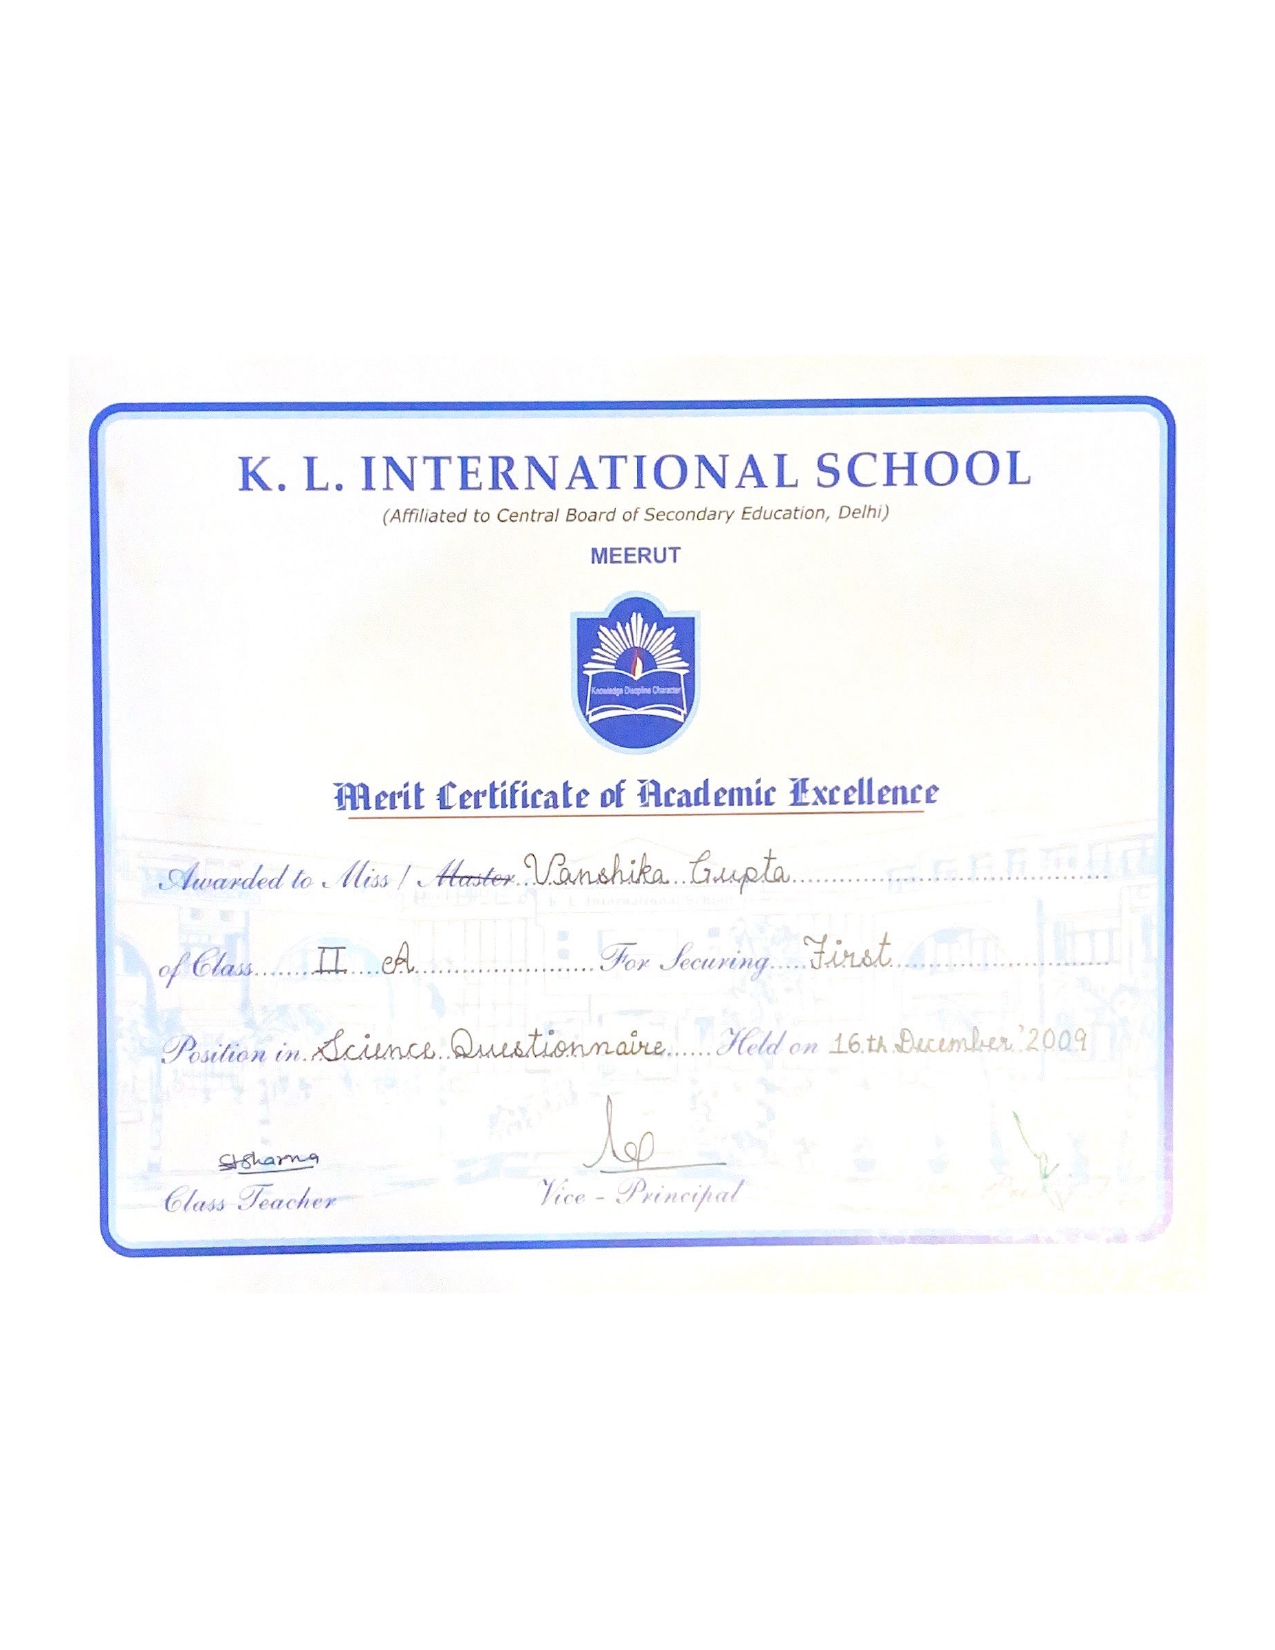 K. L. INTERNATIONAL SCHOOL
(Affiliated to Central Board of Secondary Education, Delhi)
MEERUT
Knowledge Discipline Character
Merit Certificate of Academic Excellence
Awarded to Miss / Master Vanshika Gupta
of Class II A For Securing First
Position in Science Questionnaire Held on 16th December' 2009
K. L. International School
Sharma
Class Teacher
Vice - Principal